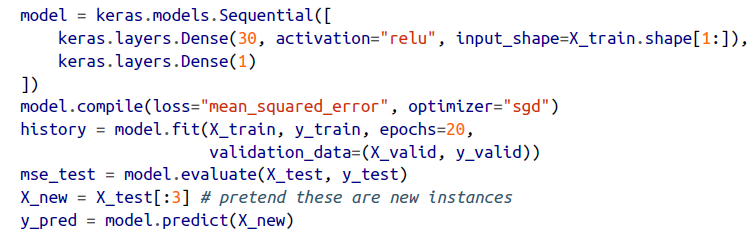 model = keras.models.Sequential([
    keras.layers.Dense(30, activation="relu", input_shape=X_train.shape[1:]),
    keras.layers.Dense(1)
])
model.compile(loss="mean_squared_error", optimizer="sgd")
history = model.fit(X_train, y_train, epochs=20,
                    validation_data=(X_valid, y_valid))
mse_test = model.evaluate(X_test, y_test)
X_new = X_test[:3] # pretend these are new instances
y_pred = model.predict(X_new)